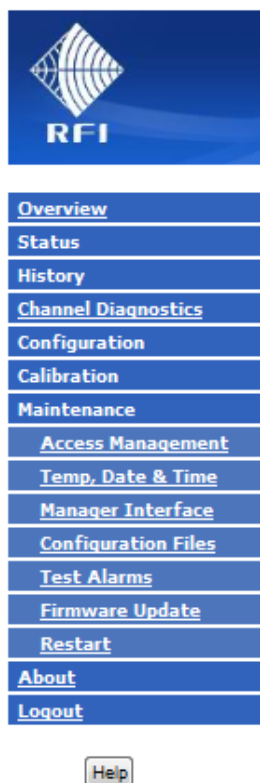 RFI
Overview
Status
History
Channel Diagnostics
Configuration
Calibration
Maintenance
Access Management
Temp, Date & Time
Manager Interface
Configuration Files
Test Alarms
Firmware Update
Restart
About
Logout
Help